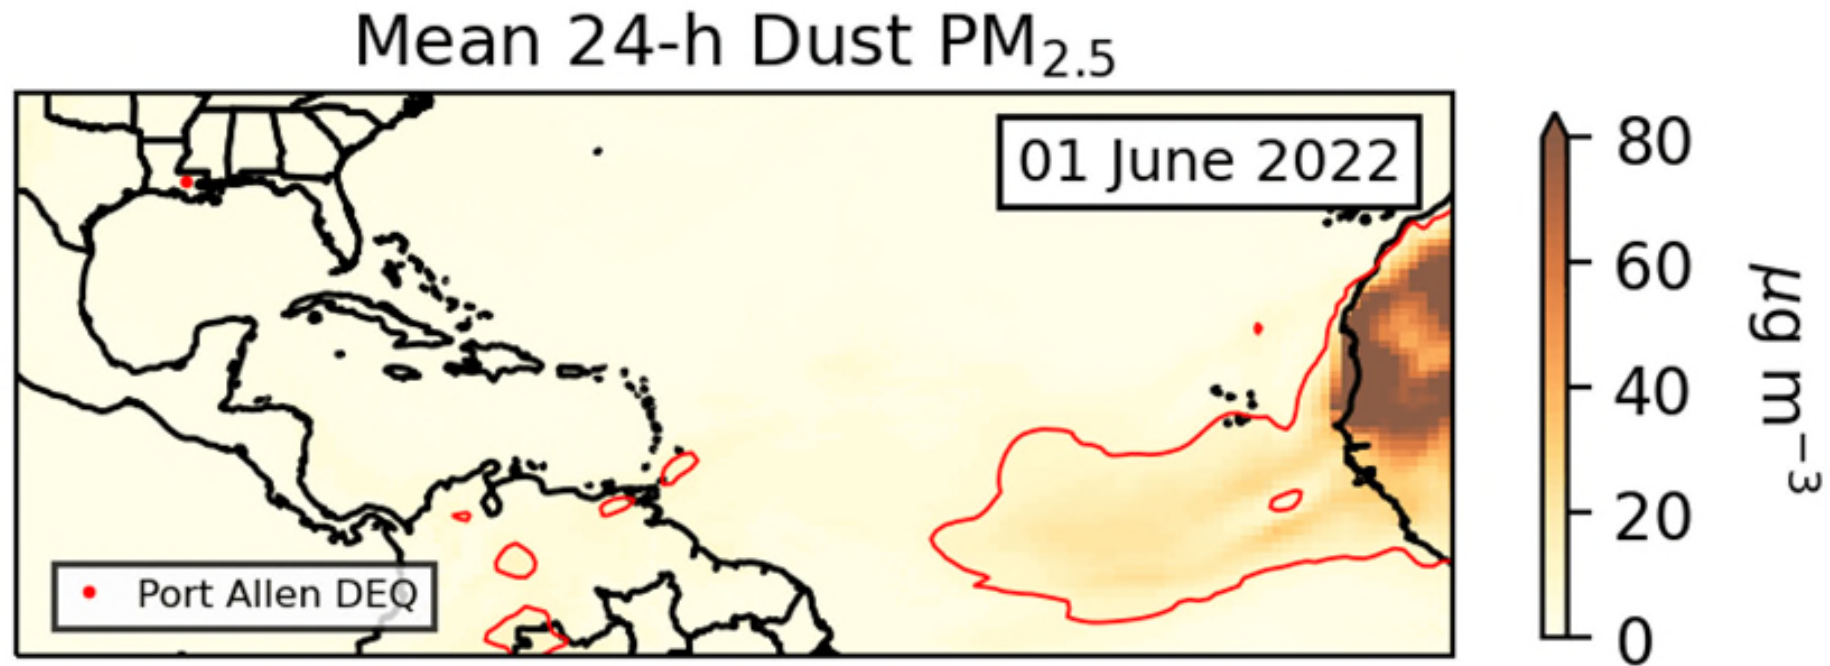 Mean 24-h Dust PM₂.₅
01 June 2022
Port Allen DEQ
80
60
40
20
0
μg m⁻³